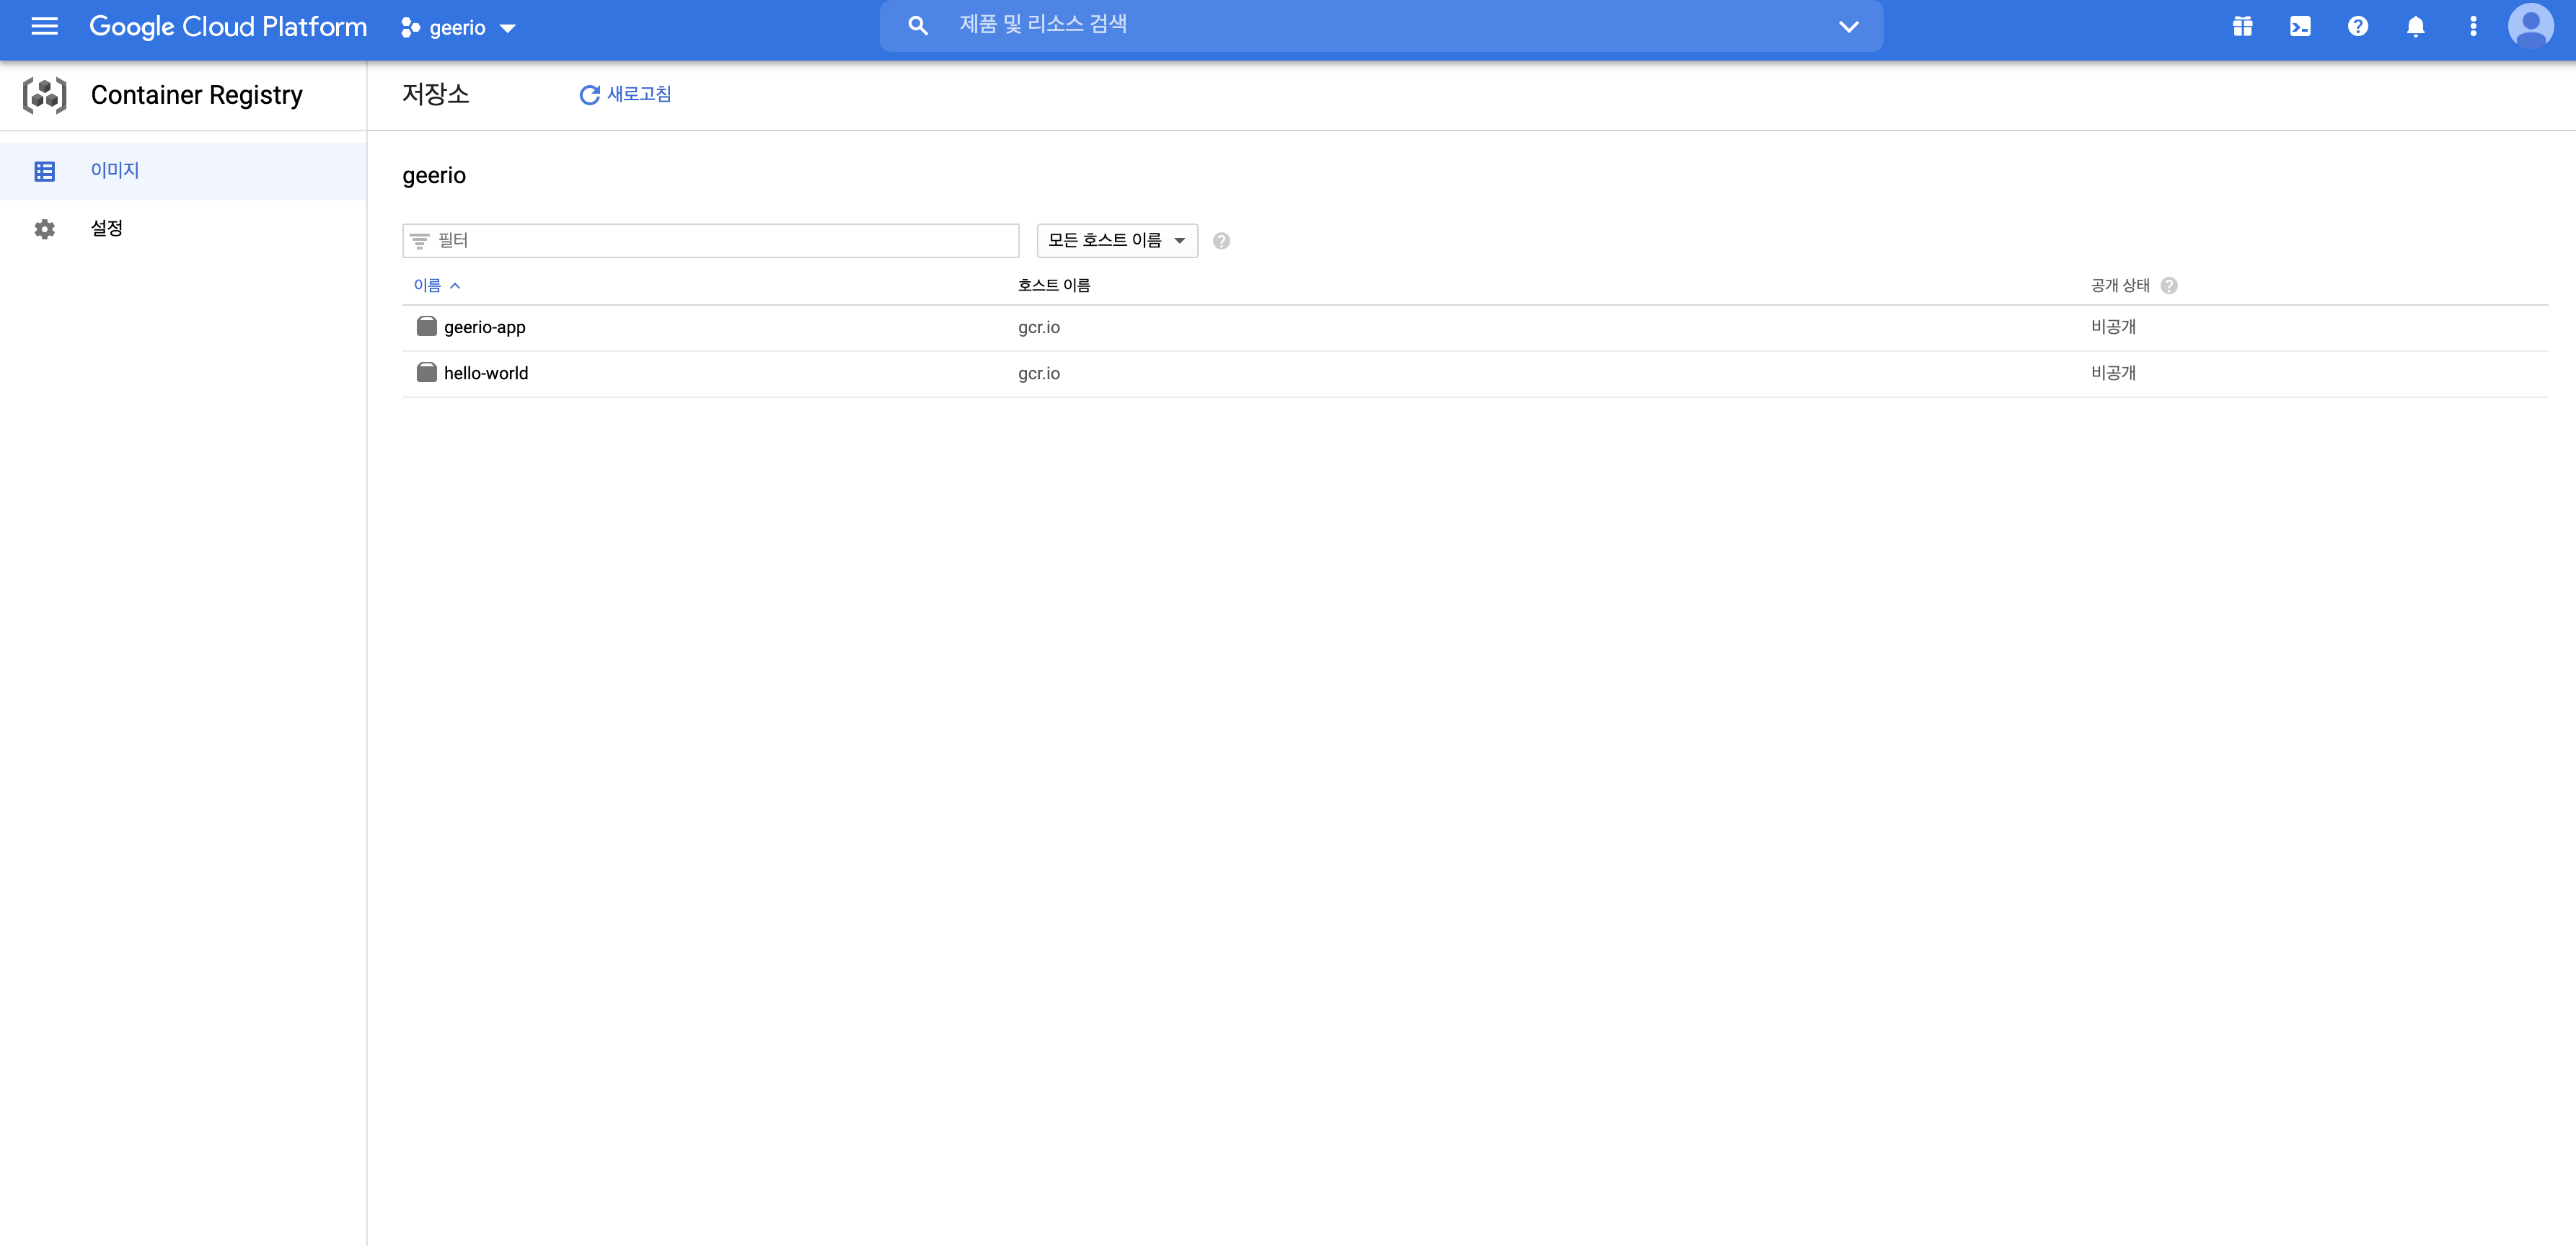 Google Cloud Platform geerio 제품 및 리소스 검색
Container Registry
저장소 새로고침
이미지
설정
geerio
필터 모든 호스트 이름
이름 호스트 이름 공개 상태
geerio-app gcr.io 비공개
hello-world gcr.io 비공개